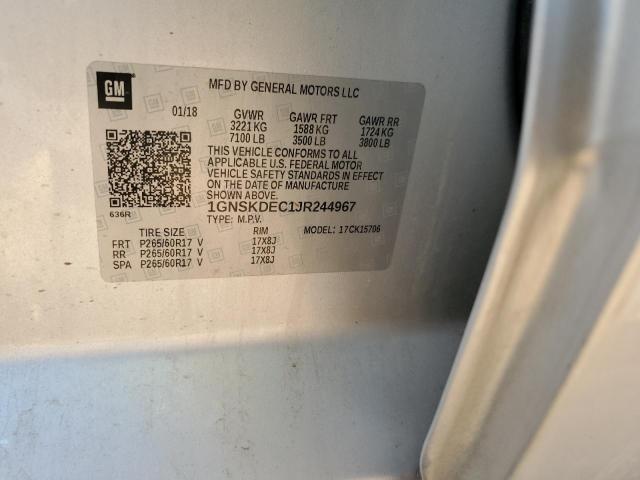 GM
MFD BY GENERAL MOTORS LLC
01/18 GVWR GAWR FRT GAWR RR
3221 KG 1588 KG 1724 KG
7100 LB 3500 LB 3800 LB
THIS VEHICLE CONFORMS TO ALL
APPLICABLE U.S. FEDERAL MOTOR
VEHICLE SAFETY STANDARDS IN EFFECT
ON THE DATE OF MANUFACTURE
SHOWN ABOVE.
1GNSKDEC1JR244967
TYPE: M.P.V. MODEL: 17CK15706
636R
TIRE SIZE RIM
FRT P265/60R17 V 17X8J
RR P265/60R17 V 17X8J
SPA P265/60R17 V 17X8J